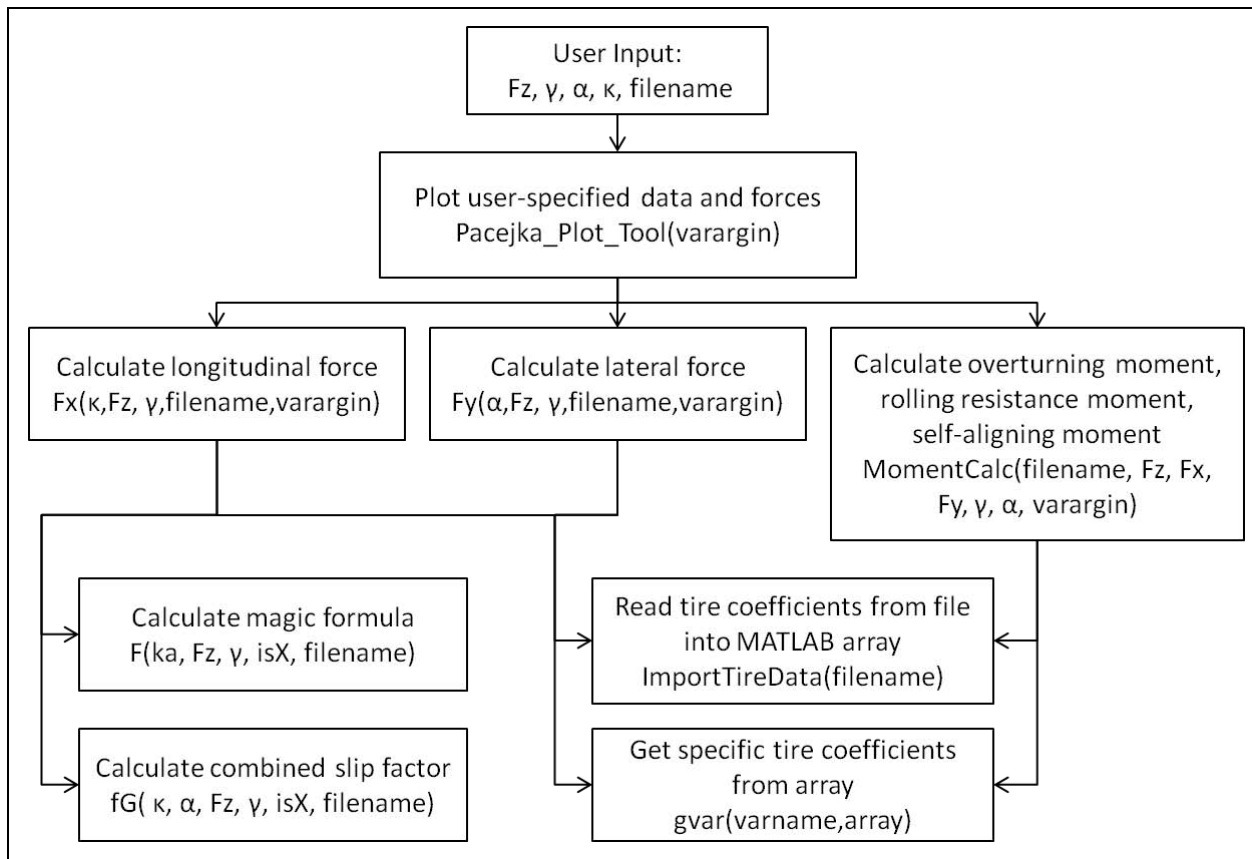 User Input:
Fz, γ, α, κ, filename
Plot user-specified data and forces
Pacejka_Plot_Tool(varargin)
Calculate longitudinal force
Fx(κ,Fz, γ,filename,varargin)
Calculate lateral force
Fy(α,Fz, γ,filename,varargin)
Calculate overturning moment,
rolling resistance moment,
self-aligning moment
MomentCalc(filename, Fz, Fx,
Fy, γ, α, varargin)
Calculate magic formula
F(ka, Fz, γ, isX, filename)
Read tire coefficients from file
into MATLAB array
ImportTireData(filename)
Calculate combined slip factor
fG( κ, α, Fz, γ, isX, filename)
Get specific tire coefficients
from array
gvar(varname,array)